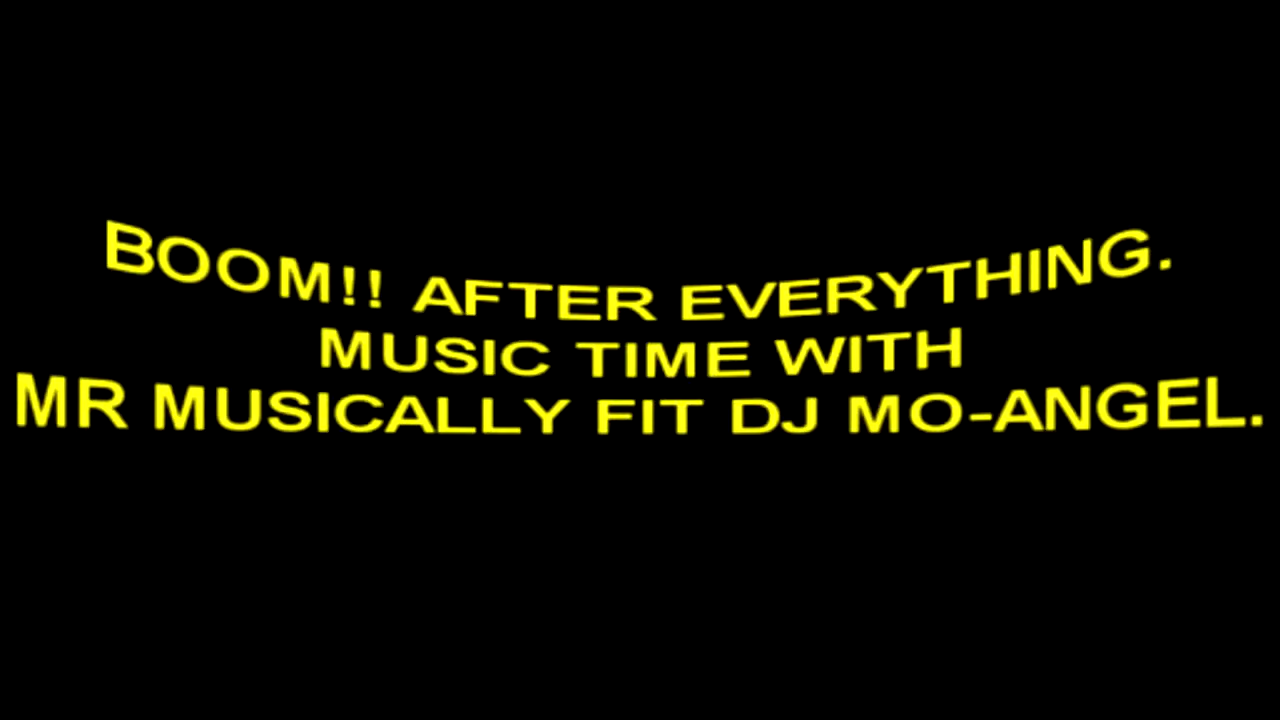 BOOM!! AFTER EVERYTHING.
MUSIC TIME WITH
MR MUSICALLY FIT DJ MO-ANGEL.